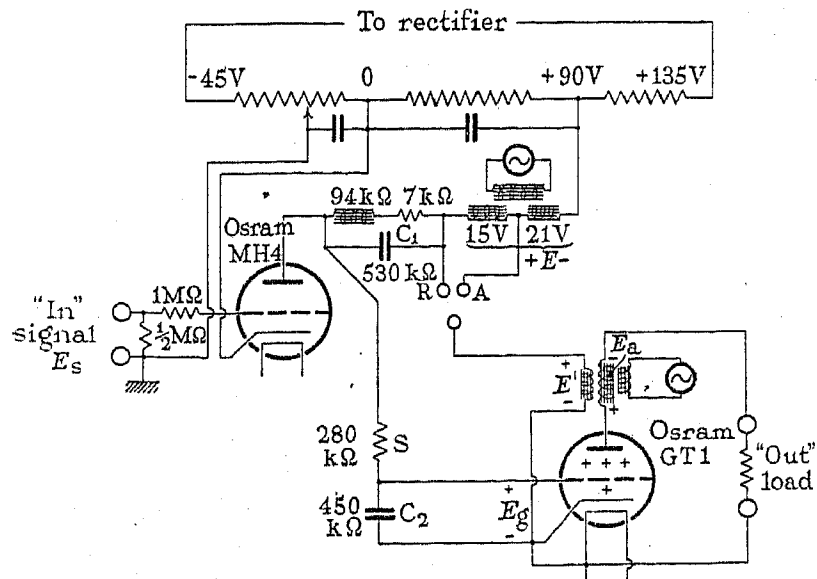 To rectifier
-45V 0 +90V +135V
94kΩ 7kΩ
Osram
MH4
C₁
530 kΩ
15V 21V
+E-
R A
"In"
signal
Es
1MΩ
½MΩ
E'
+
-
Ea
-
+
Osram
GT1
"Out"
load
280
kΩ
S
+ + +
+
450
kΩ
C₂
+
Eg
-